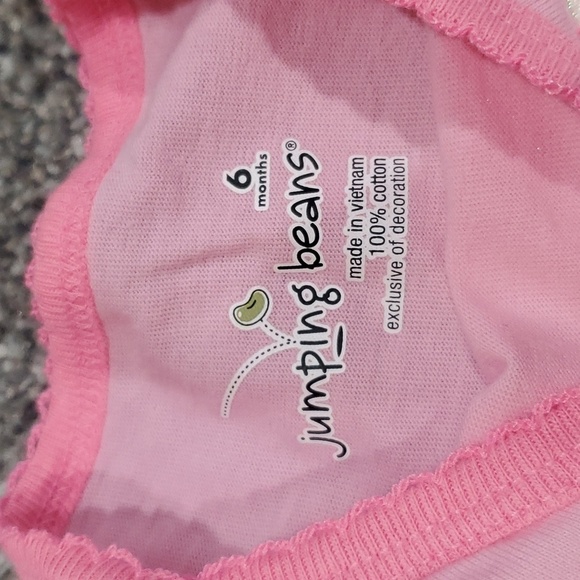 6
months
jumping beans®
made in vietnam
100% cotton
exclusive of decoration